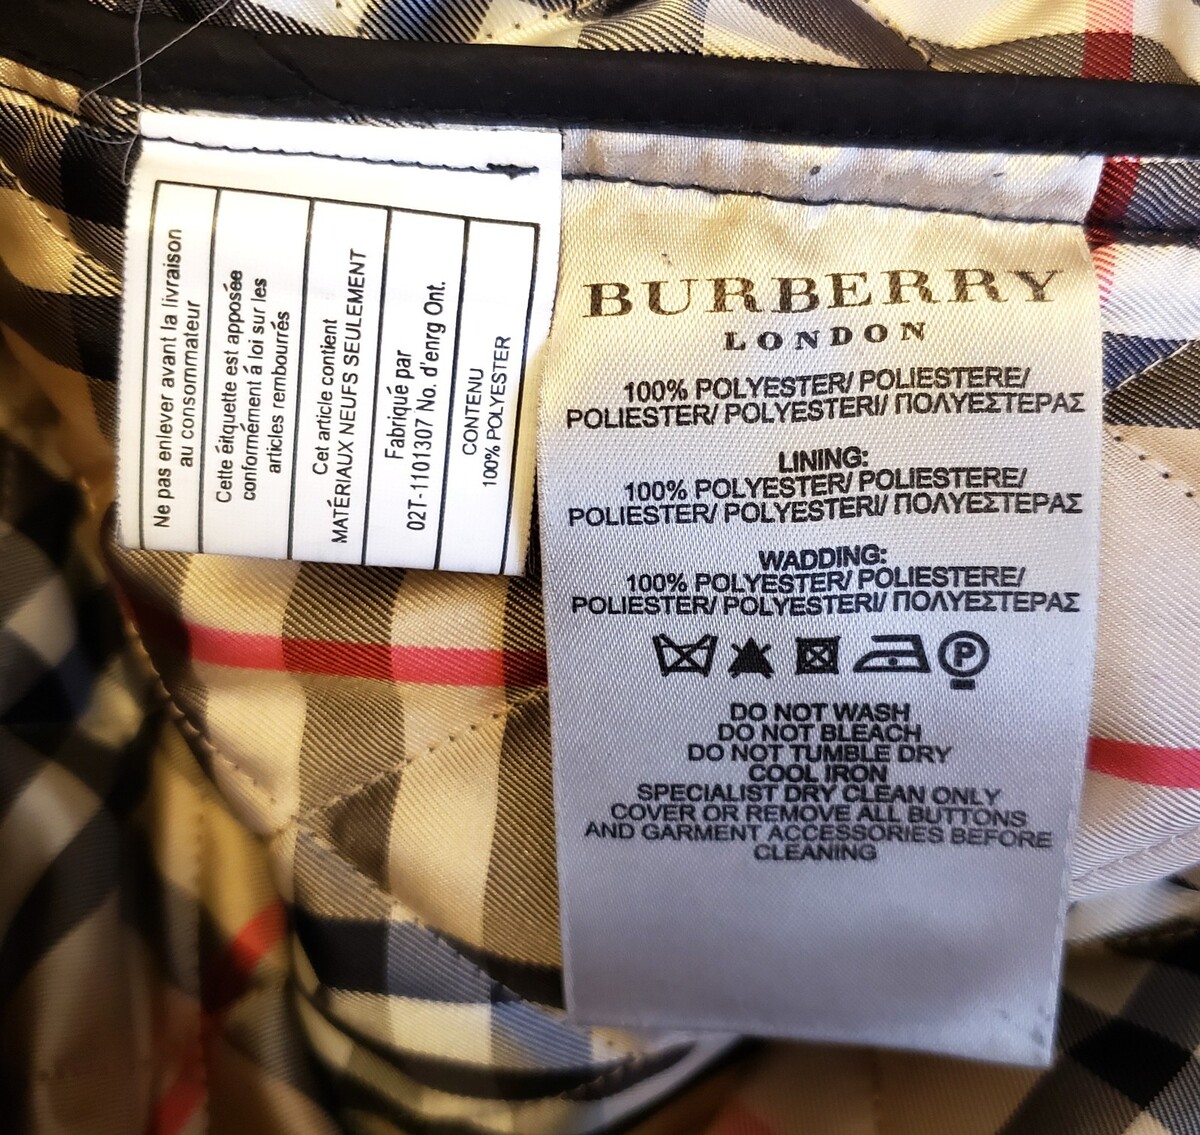 Ne pas enlever avant la livraison
au consommateur
Cette éitquette est apposée
conformément á loi sur les
articles rembourrés
Cet article contient
MATÉRIAUX NEUFS SEULEMENT
Fabriqué par
02T-1101307 No. d'enrg Ont.
CONTENU
100% POLYESTER
BURBERRY
LONDON
100% POLYESTER/ POLIESTERE/
POLIESTER/ POLYESTERI/ ΠΟΛΥΕΣΤΕΡΑΣ
LINING:
100% POLYESTER/ POLIESTERE/
POLIESTER/ POLYESTERI/ ΠΟΛΥΕΣΤΕΡΑΣ
WADDING:
100% POLYESTER/ POLIESTERE/
POLIESTER/ POLYESTERI/ ΠΟΛΥΕΣΤΕΡΑΣ
P
DO NOT WASH
DO NOT BLEACH
DO NOT TUMBLE DRY
COOL IRON
SPECIALIST DRY CLEAN ONLY
COVER OR REMOVE ALL BUTTONS
AND GARMENT ACCESSORIES BEFORE
CLEANING